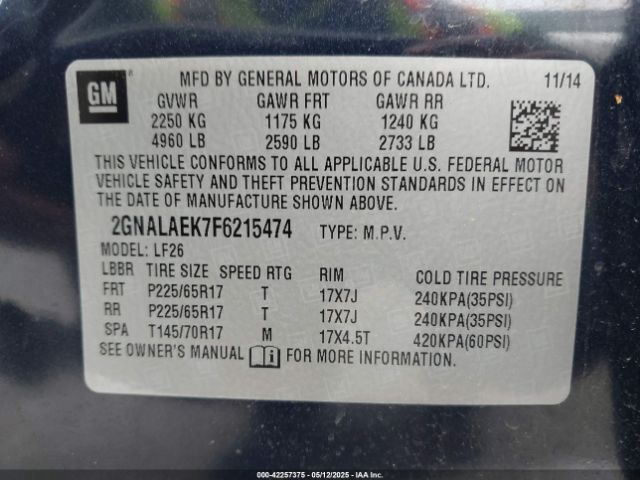 GM
MFD BY GENERAL MOTORS OF CANADA LTD. 11/14
GVWR GAWR FRT GAWR RR
2250 KG 1175 KG 1240 KG
4960 LB 2590 LB 2733 LB
THIS VEHICLE CONFORMS TO ALL APPLICABLE U.S. FEDERAL MOTOR
VEHICLE SAFETY AND THEFT PREVENTION STANDARDS IN EFFECT ON
THE DATE OF MANUFACTURE SHOWN ABOVE.
2GNALAEK7F6215474 TYPE: M.P.V.
MODEL: LF26
LBBR TIRE SIZE SPEED RTG RIM COLD TIRE PRESSURE
FRT P225/65R17 T 17X7J 240KPA(35PSI)
RR P225/65R17 T 17X7J 240KPA(35PSI)
SPA T145/70R17 M 17X4.5T 420KPA(60PSI)
SEE OWNER'S MANUAL FOR MORE INFORMATION
000-42257375 - 05/12/2025 - IAA Inc.